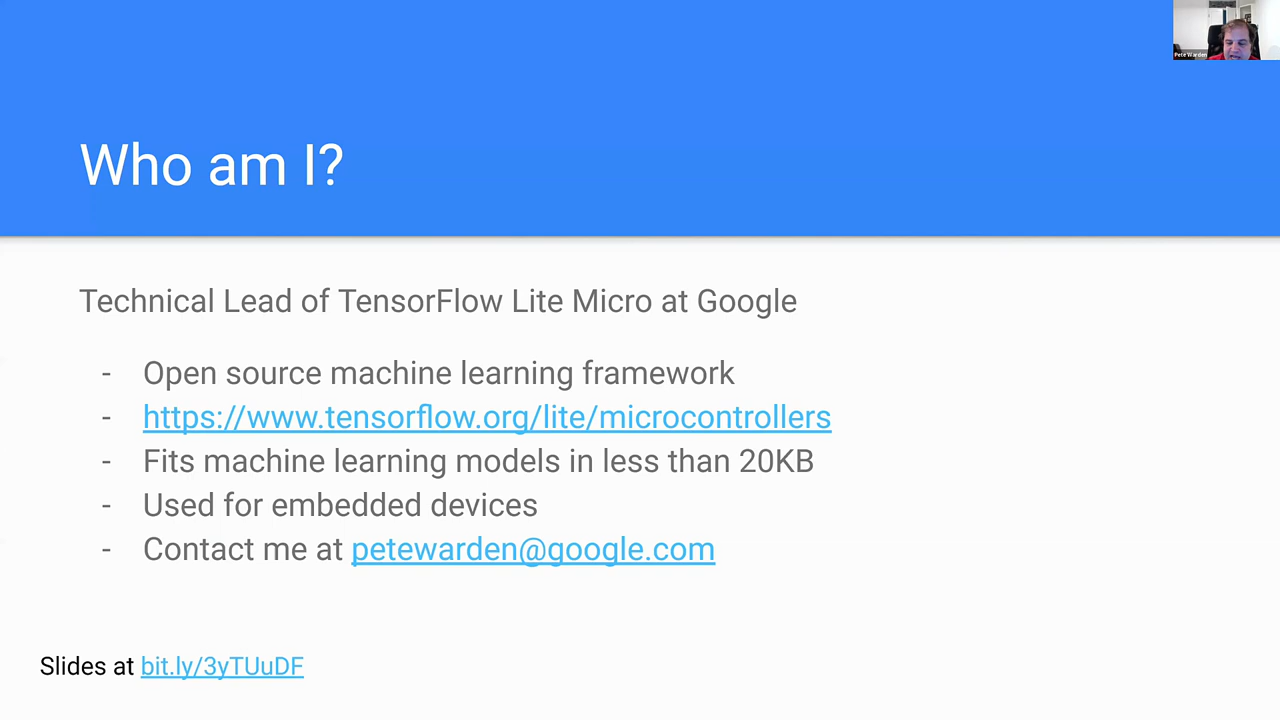 Pete Warden
Who am I?
Technical Lead of TensorFlow Lite Micro at Google
- Open source machine learning framework
- https://www.tensorflow.org/lite/microcontrollers
- Fits machine learning models in less than 20KB
- Used for embedded devices
- Contact me at petewarden@google.com
Slides at bit.ly/3yTUuDF